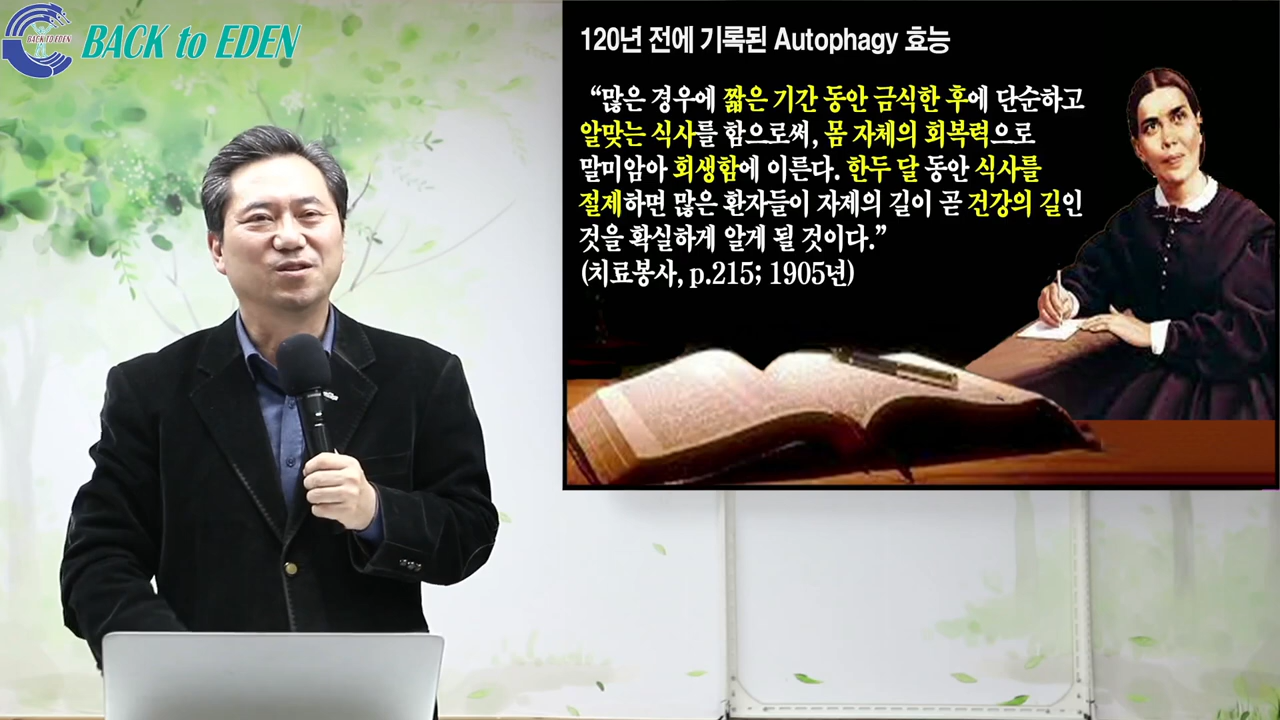 BACK TO EDEN
BACK to EDEN
120년 전에 기록된 Autophagy 효능
“많은 경우에 짧은 기간 동안 금식한 후에 단순하고
알맞는 식사를 함으로써, 몸 자체의 회복력으로
말미암아 회생함에 이른다. 한두 달 동안 식사를
절제하면 많은 환자들이 자제의 길이 곧 건강의 길인
것을 확실하게 알게 될 것이다.”
(치료봉사, p.215; 1905년)